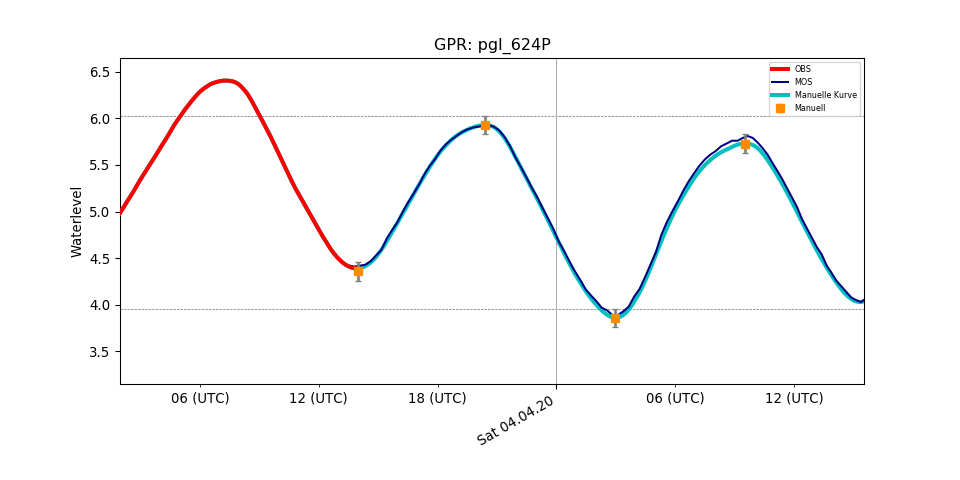 GPR: pgl_624P
OBS
MOS
Manuelle Kurve
Manuell
Waterlevel
6.5
6.0
5.5
5.0
4.5
4.0
3.5
06 (UTC)
12 (UTC)
18 (UTC)
Sat 04.04.20
06 (UTC)
12 (UTC)